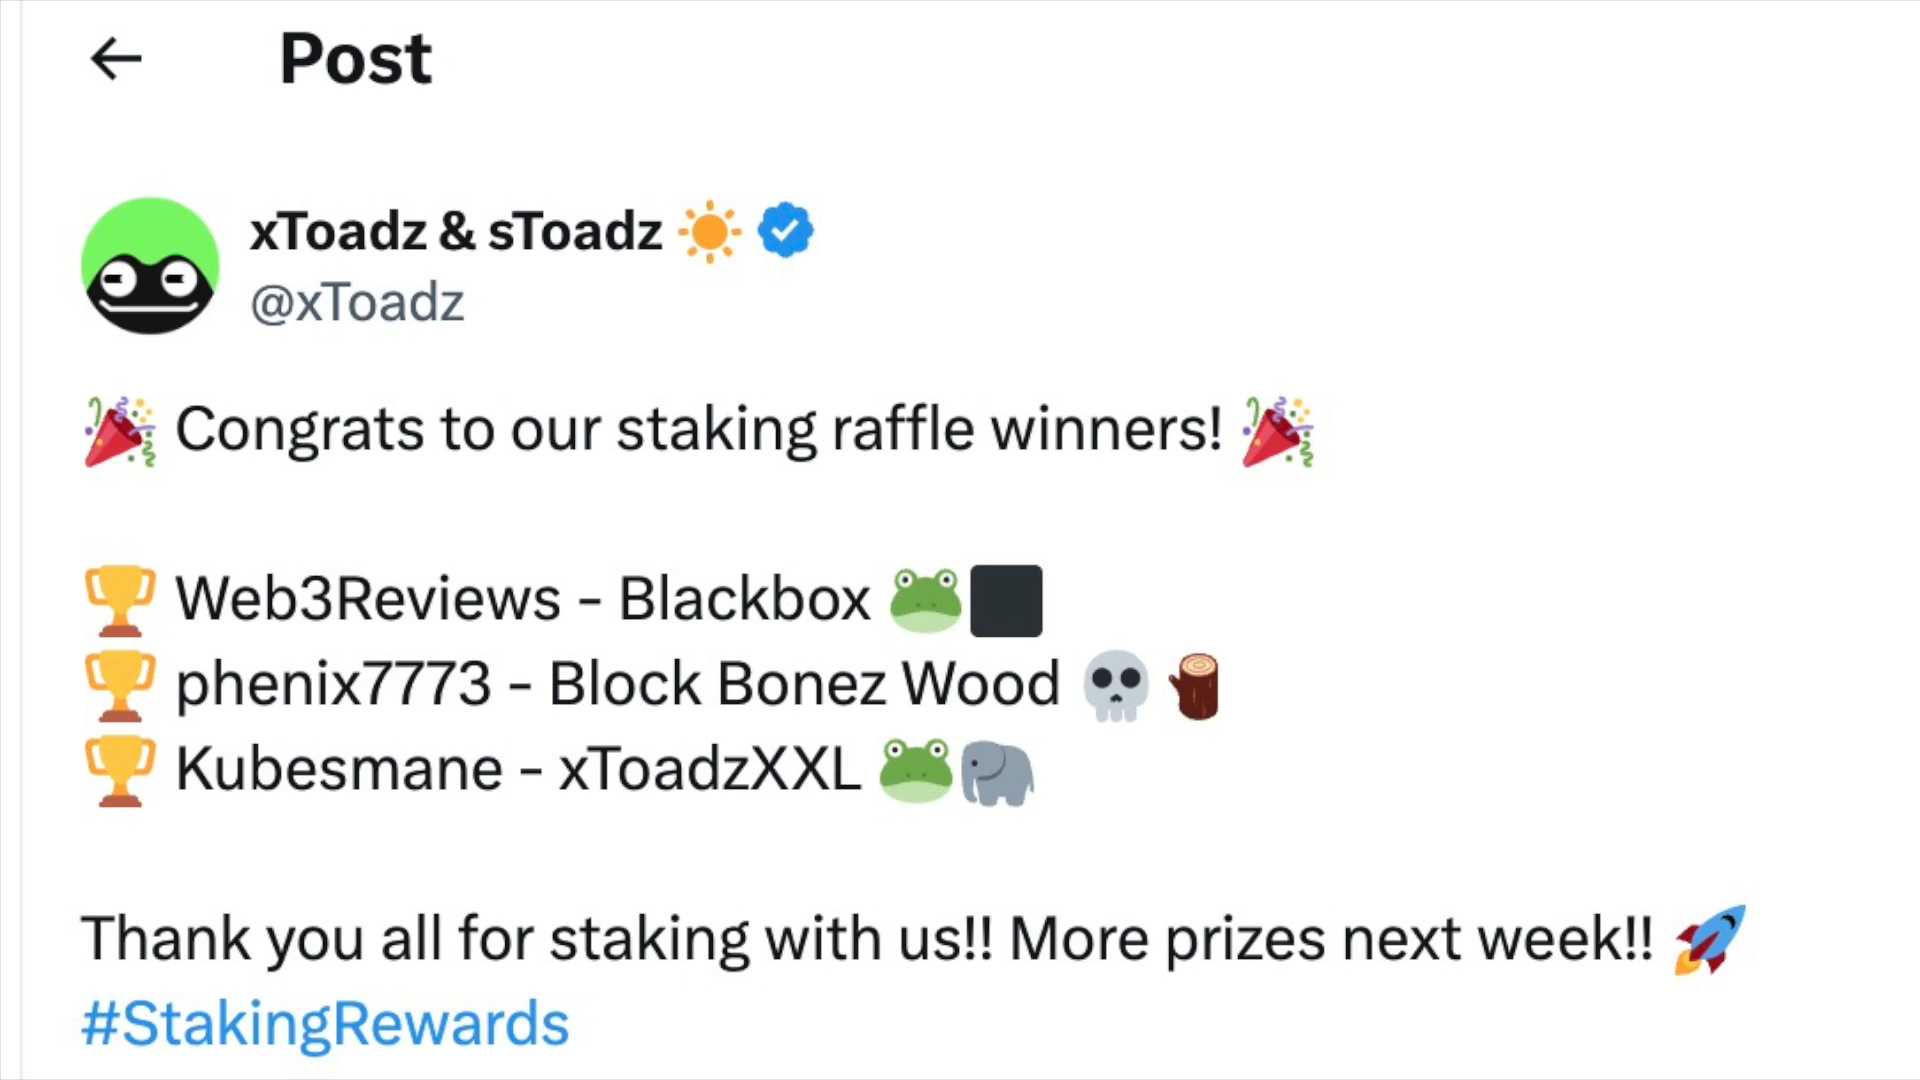 Post
xToadz & sToadz ☀️
@xToadz
🎉 Congrats to our staking raffle winners! 🎉
🏆 Web3Reviews - Blackbox 🐸⬛
🏆 phenix7773 - Block Bonez Wood 💀🪵
🏆 Kubesmane - xToadzXXL 🐸🐘
Thank you all for staking with us!! More prizes next week!! 🚀
#StakingRewards